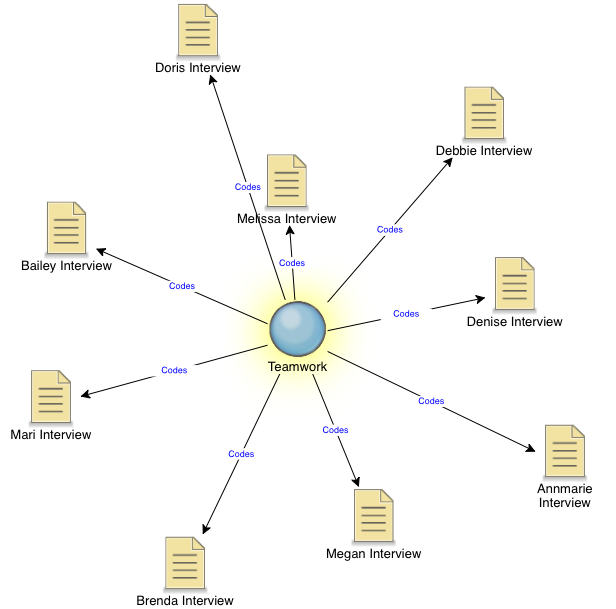 Doris Interview
Debbie Interview
Codes
Melissa Interview
Codes
Bailey Interview
Codes
Codes
Codes
Denise Interview
Codes
Teamwork
Codes
Mari Interview
Codes
Codes
Codes
Annmarie
Interview
Megan Interview
Brenda Interview